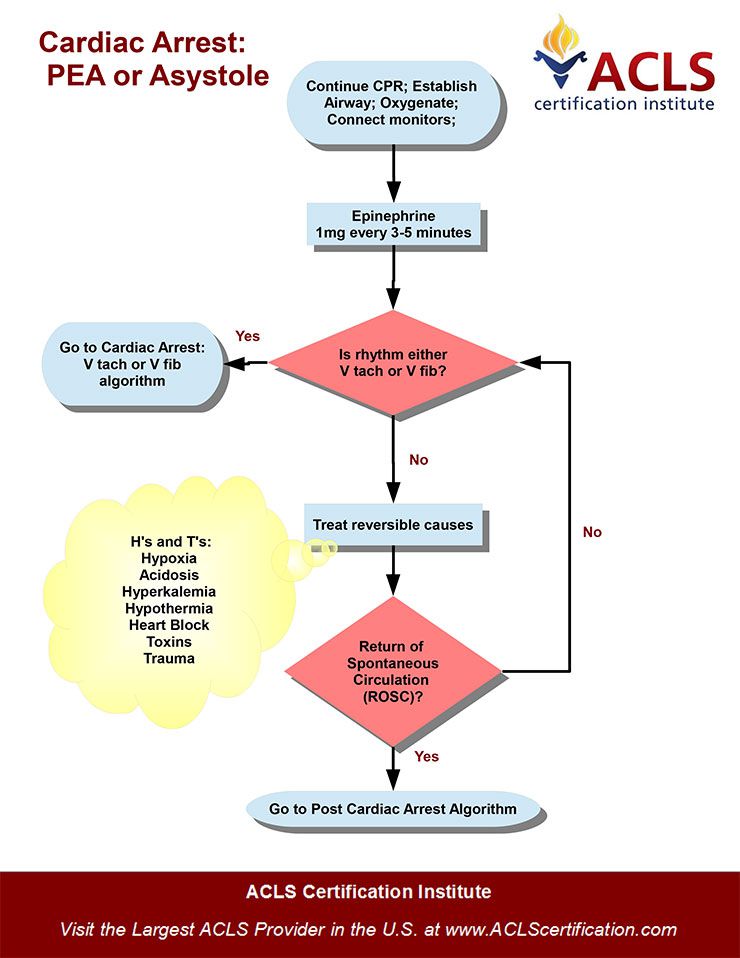 Cardiac Arrest:
PEA or Asystole
ACLS
certification institute
Continue CPR; Establish
Airway; Oxygenate;
Connect monitors;
Epinephrine
1mg every 3-5 minutes
Is rhythm either
V tach or V fib?
Yes
Go to Cardiac Arrest:
V tach or V fib
algorithm
No
Treat reversible causes
H's and T's:
Hypoxia
Acidosis
Hyperkalemia
Hypothermia
Heart Block
Toxins
Trauma
No
Return of
Spontaneous
Circulation
(ROSC)?
Yes
Go to Post Cardiac Arrest Algorithm
ACLS Certification Institute
Visit the Largest ACLS Provider in the U.S. at www.ACLScertification.com